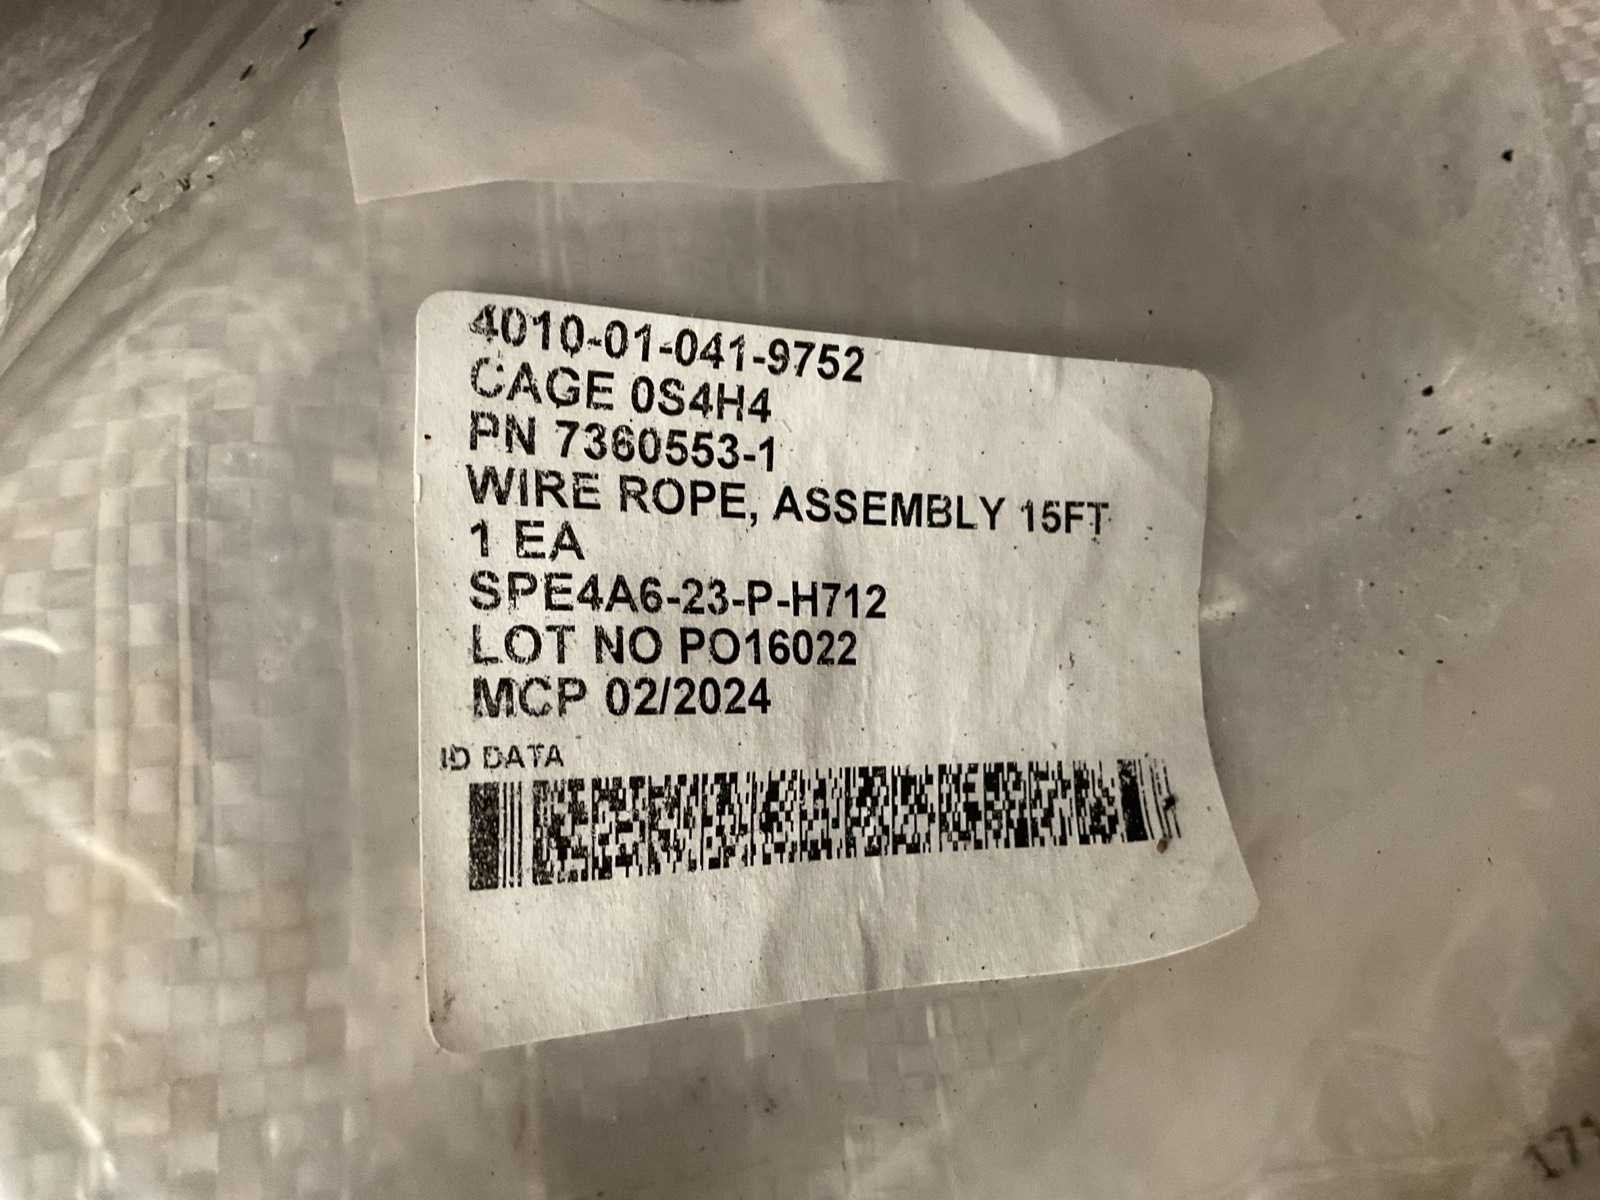 4010-01-041-9752
CAGE 0S4H4
PN 7360553-1
WIRE ROPE, ASSEMBLY 15FT
1 EA
SPE4A6-23-P-H712
LOT NO PO16022
MCP 02/2024
ID DATA